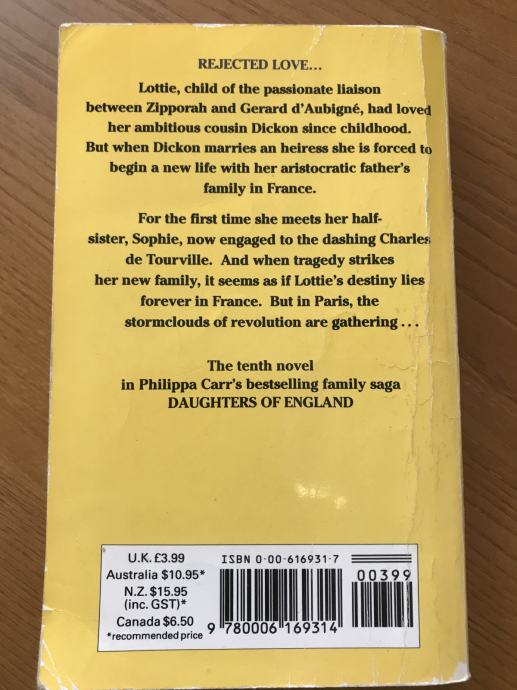 REJECTED LOVE...
Lottie, child of the passionate liaison
between Zipporah and Gerard d'Aubigné, had loved
her ambitious cousin Dickon since childhood.
But when Dickon marries an heiress she is forced to
begin a new life with her aristocratic father's
family in France.
For the first time she meets her half-
sister, Sophie, now engaged to the dashing Charles
de Tourville. And when tragedy strikes
her new family, it seems as if Lottie's destiny lies
forever in France. But in Paris, the
stormclouds of revolution are gathering...
The tenth novel
in Philippa Carr's bestselling family saga
DAUGHTERS OF ENGLAND
U.K. £3.99
Australia $10.95*
N.Z. $15.95
(inc. GST)*
Canada $6.50
*recommended price
ISBN 0-00-616931-7
00399
9 780006 169314